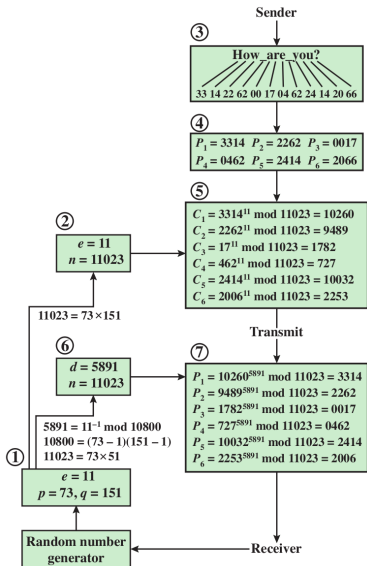 Sender
3
How_are_you?
33 14 22 62 00 17 04 62 24 14 20 66
4
P1 = 3314 P2 = 2262 P3 = 0017
P4 = 0462 P5 = 2414 P6 = 2066
5
C1 = 3314^11 mod 11023 = 10260
C2 = 2262^11 mod 11023 = 9489
C3 = 17^11 mod 11023 = 1782
C4 = 462^11 mod 11023 = 727
C5 = 2414^11 mod 11023 = 10032
C6 = 2006^11 mod 11023 = 2253
2
e = 11
n = 11023
11023 = 73×151
Transmit
6
d = 5891
n = 11023
7
P1 = 10260^5891 mod 11023 = 3314
P2 = 9489^5891 mod 11023 = 2262
P3 = 1782^5891 mod 11023 = 0017
P4 = 727^5891 mod 11023 = 0462
P5 = 10032^5891 mod 11023 = 2414
P6 = 2253^5891 mod 11023 = 2006
5891 = 11^–1 mod 10800
10800 = (73 – 1)(151 – 1)
11023 = 73×51
1
e = 11
p = 73, q = 151
Random number
generator
Receiver